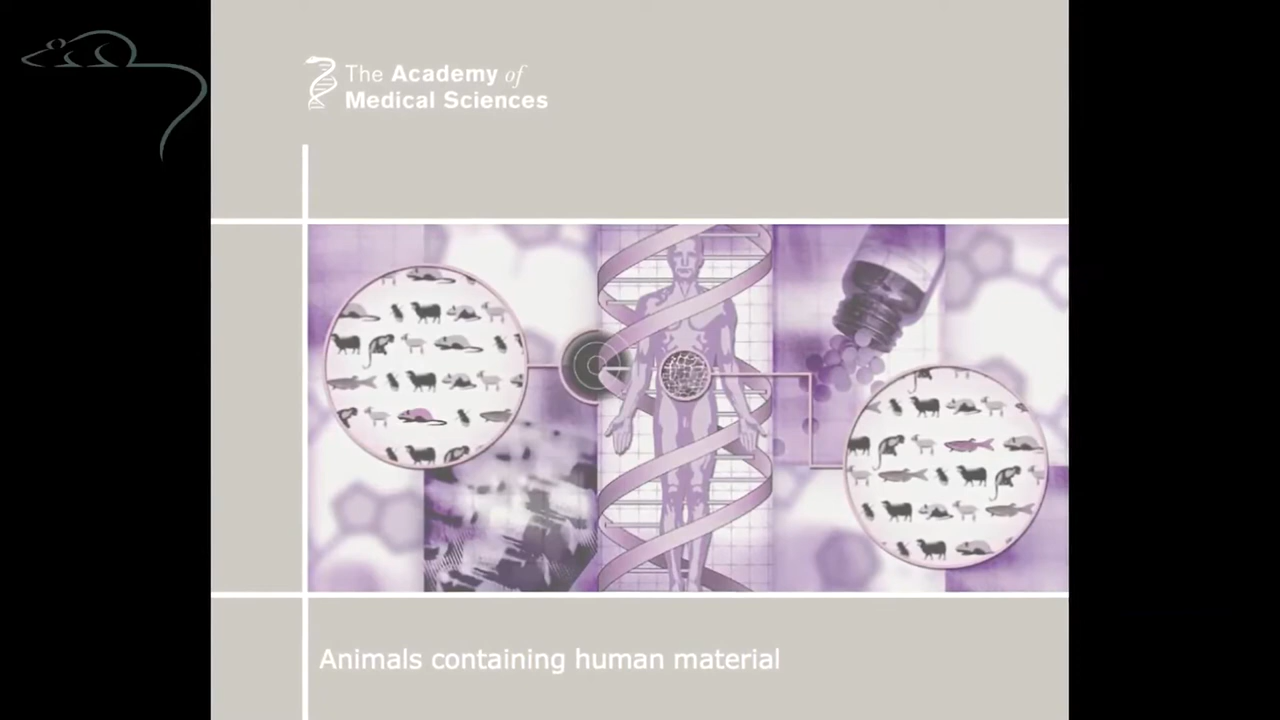 The Academy of
Medical Sciences
Animals containing human material